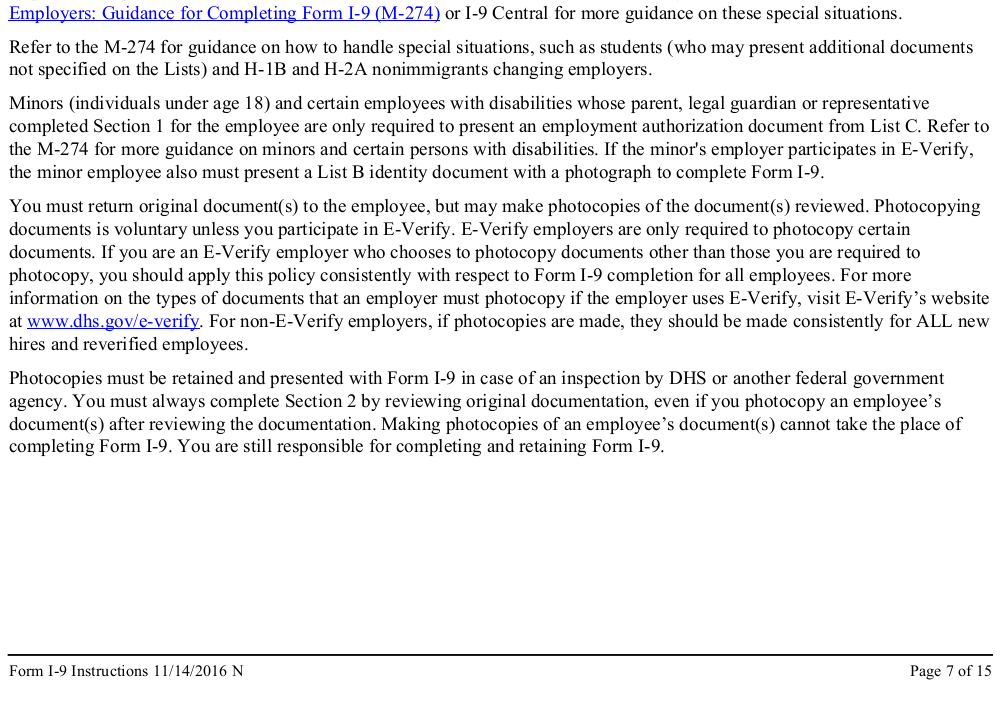 Employers: Guidance for Completing Form I-9 (M-274) or I-9 Central for more guidance on these special situations.
Refer to the M-274 for guidance on how to handle special situations, such as students (who may present additional documents
not specified on the Lists) and H-1B and H-2A nonimmigrants changing employers.
Minors (individuals under age 18) and certain employees with disabilities whose parent, legal guardian or representative
completed Section 1 for the employee are only required to present an employment authorization document from List C. Refer to
the M-274 for more guidance on minors and certain persons with disabilities. If the minor's employer participates in E-Verify,
the minor employee also must present a List B identity document with a photograph to complete Form I-9.
You must return original document(s) to the employee, but may make photocopies of the document(s) reviewed. Photocopying
documents is voluntary unless you participate in E-Verify. E-Verify employers are only required to photocopy certain
documents. If you are an E-Verify employer who chooses to photocopy documents other than those you are required to
photocopy, you should apply this policy consistently with respect to Form I-9 completion for all employees. For more
information on the types of documents that an employer must photocopy if the employer uses E-Verify, visit E-Verify’s website
at www.dhs.gov/e-verify. For non-E-Verify employers, if photocopies are made, they should be made consistently for ALL new
hires and reverified employees.
Photocopies must be retained and presented with Form I-9 in case of an inspection by DHS or another federal government
agency. You must always complete Section 2 by reviewing original documentation, even if you photocopy an employee’s
document(s) after reviewing the documentation. Making photocopies of an employee’s document(s) cannot take the place of
completing Form I-9. You are still responsible for completing and retaining Form I-9.
Form I-9 Instructions 11/14/2016 N
Page 7 of 15